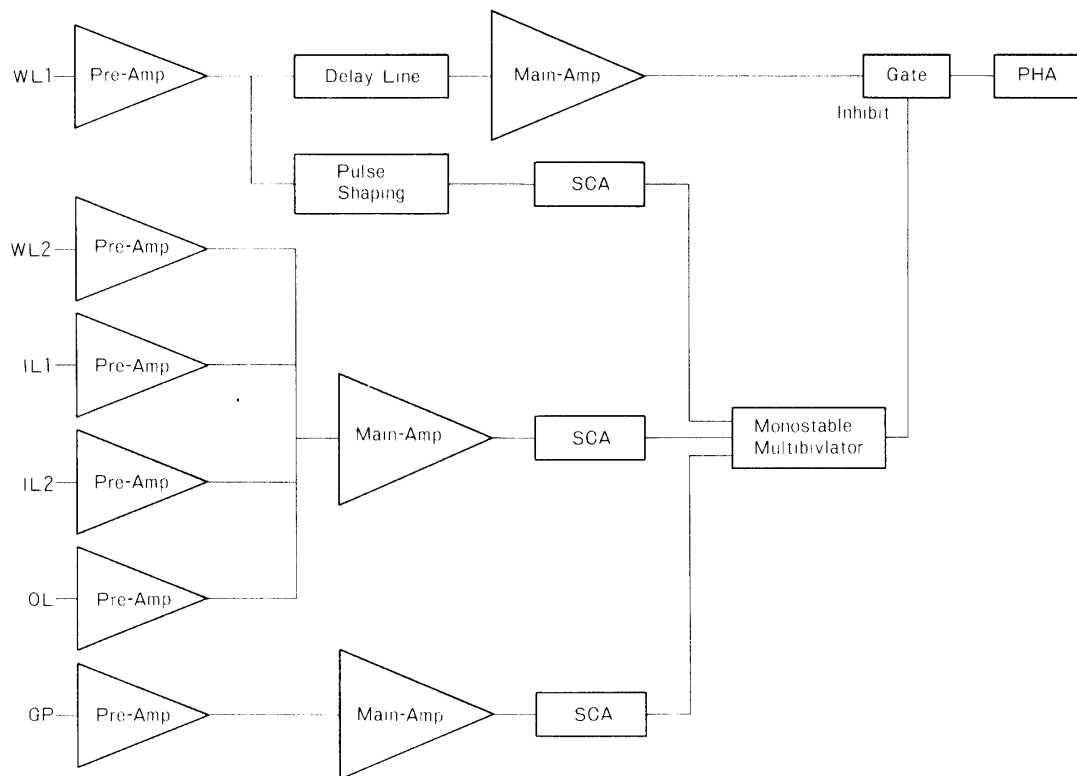 WL1
Pre-Amp
Delay Line
Main-Amp
Gate
PHA
Inhibit
Pulse
Shaping
SCA
WL2
Pre-Amp
IL1
Pre-Amp
Main-Amp
SCA
Monostable
Multibivlator
IL2
Pre-Amp
OL
Pre-Amp
GP
Pre-Amp
Main-Amp
SCA